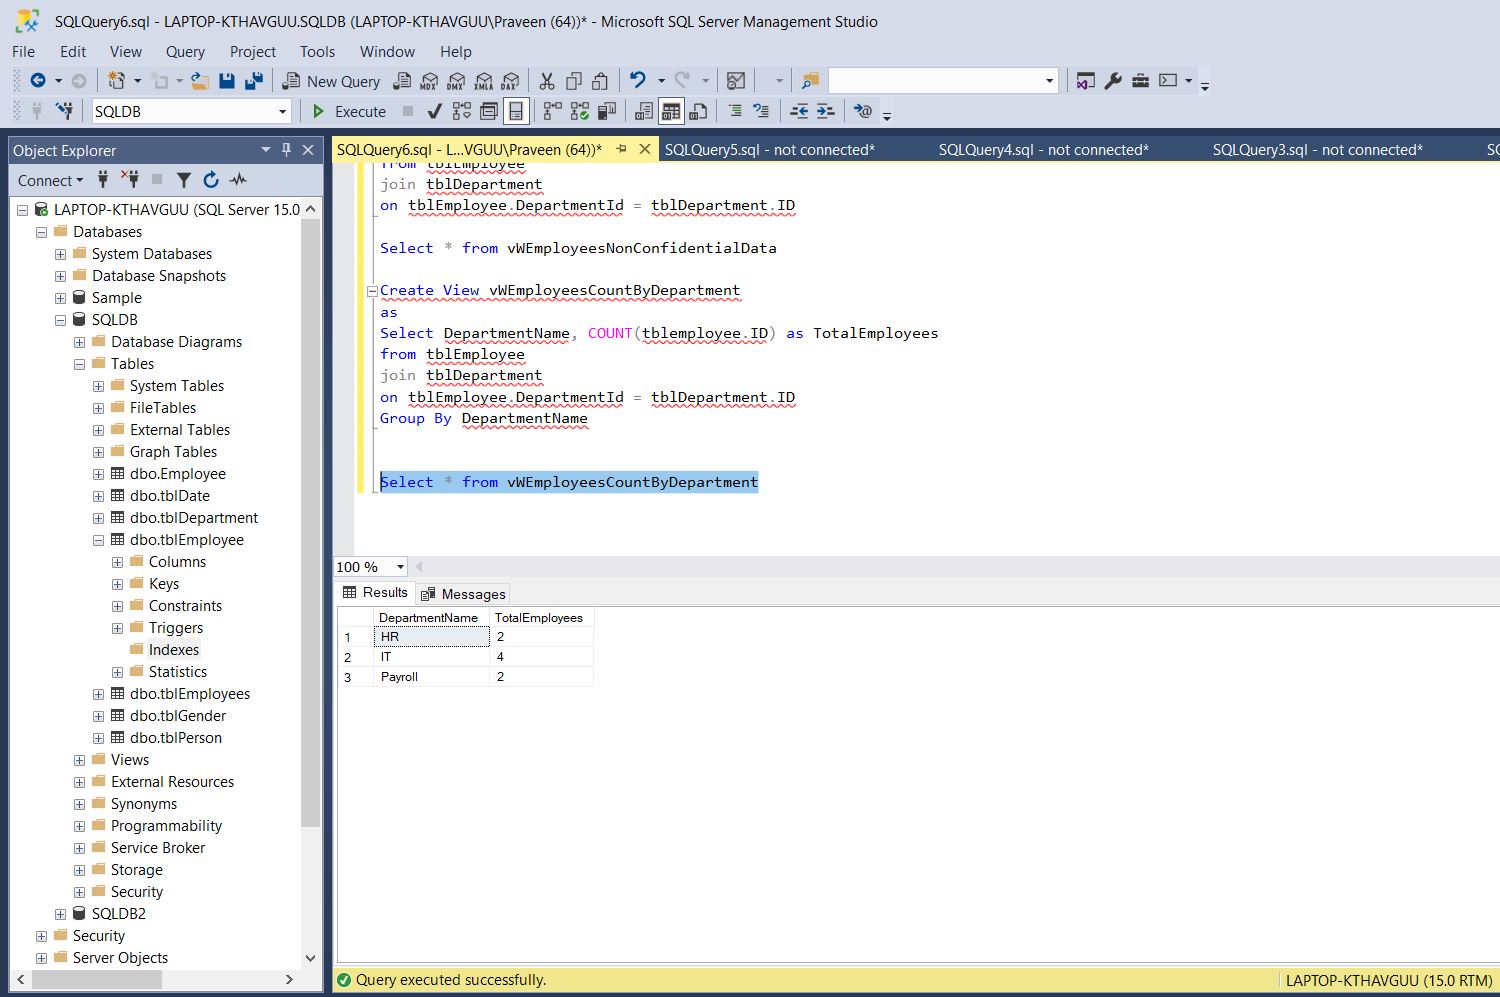 SQLQuery6.sql - LAPTOP-KTHAVGUU.SQLDB (LAPTOP-KTHAVGUU\Praveen (64))* - Microsoft SQL Server Management Studio
File Edit View Query Project Tools Window Help
New Query MDX DMX XMLA DAX
SQLDB Execute
Object Explorer
Connect
LAPTOP-KTHAVGUU (SQL Server 15.0
Databases
System Databases
Database Snapshots
Sample
SQLDB
Database Diagrams
Tables
System Tables
FileTables
External Tables
Graph Tables
dbo.Employee
dbo.tblDate
dbo.tblDepartment
dbo.tblEmployee
Columns
Keys
Constraints
Triggers
Indexes
Statistics
dbo.tblEmployees
dbo.tblGender
dbo.tblPerson
Views
External Resources
Synonyms
Programmability
Service Broker
Storage
Security
SQLDB2
Security
Server Objects
SQLQuery6.sql - L...VGUU\Praveen (64))* SQLQuery5.sql - not connected* SQLQuery4.sql - not connected* SQLQuery3.sql - not connected*
from tblEmployee
join tblDepartment
on tblEmployee.DepartmentId = tblDepartment.ID
Select * from vWEmployeesNonConfidentialData
Create View vWEmployeesCountByDepartment
as
Select DepartmentName, COUNT(tblemployee.ID) as TotalEmployees
from tblEmployee
join tblDepartment
on tblEmployee.DepartmentId = tblDepartment.ID
Group By DepartmentName
Select * from vWEmployeesCountByDepartment
100 %
Results Messages
DepartmentName TotalEmployees
1 HR 2
2 IT 4
3 Payroll 2
Query executed successfully. LAPTOP-KTHAVGUU (15.0 RTM)